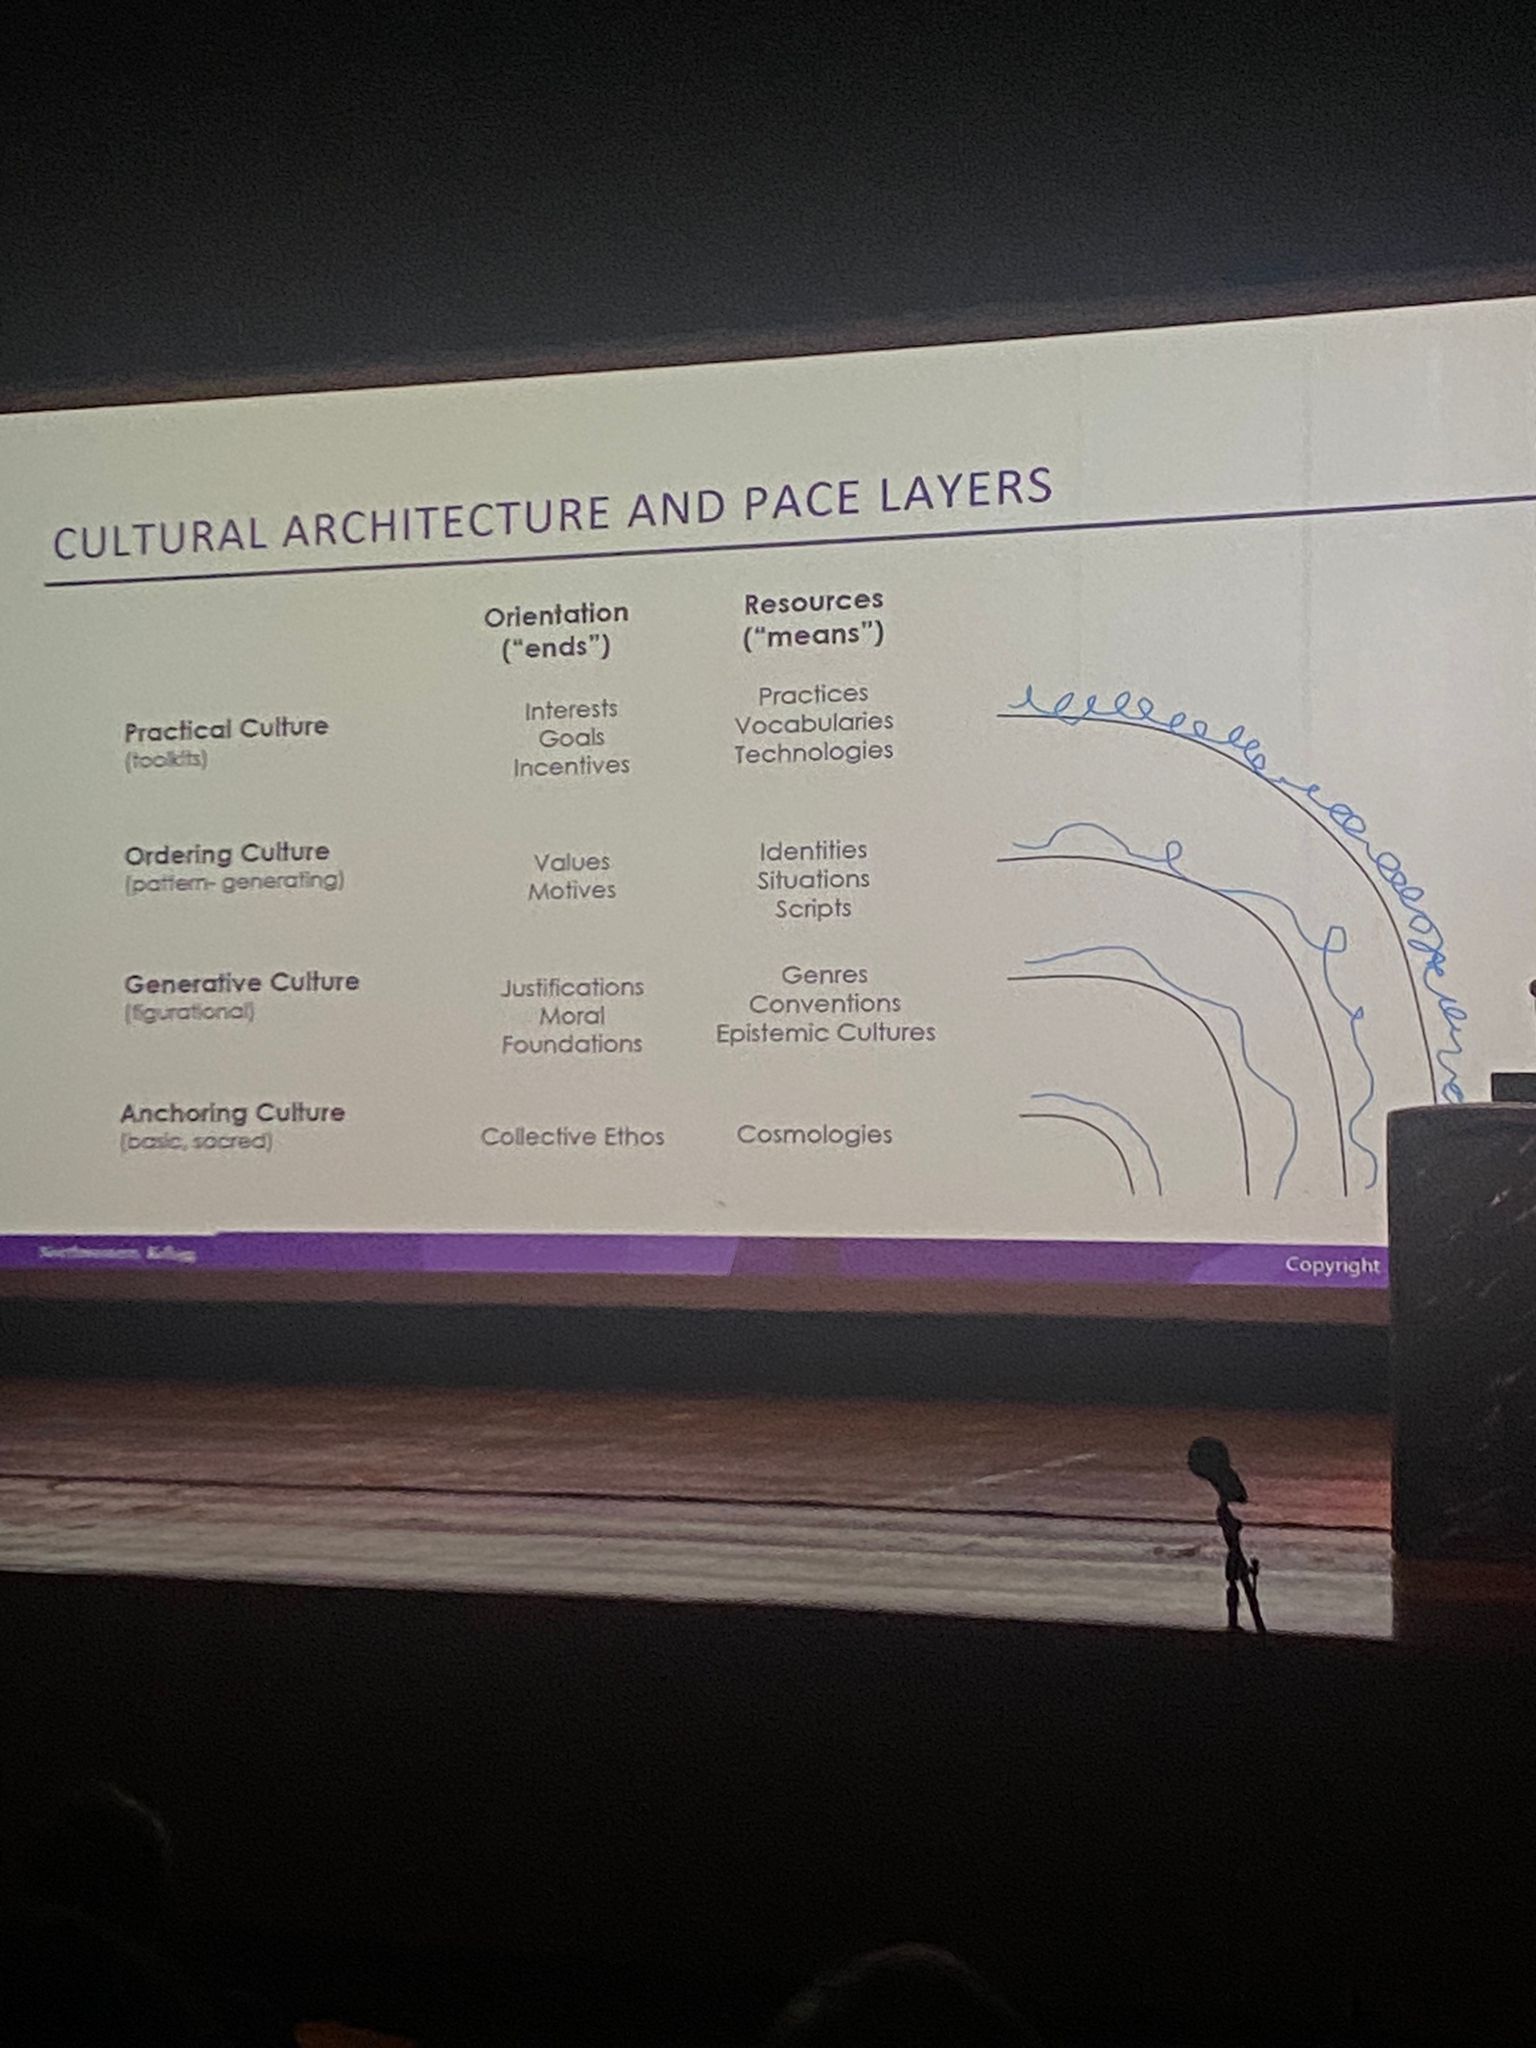 CULTURAL ARCHITECTURE AND PACE LAYERS
Orientation
("ends")
Resources
("means")
Practical Culture
(toolkits)
Interests
Goals
Incentives
Practices
Vocabularies
Technologies
Ordering Culture
(pattern- generating)
Values
Motives
Identities
Situations
Scripts
Generative Culture
(figurational)
Justifications
Moral
Foundations
Genres
Conventions
Epistemic Cultures
Anchoring Culture
(basic, sacred)
Collective Ethos
Cosmologies
Copyright